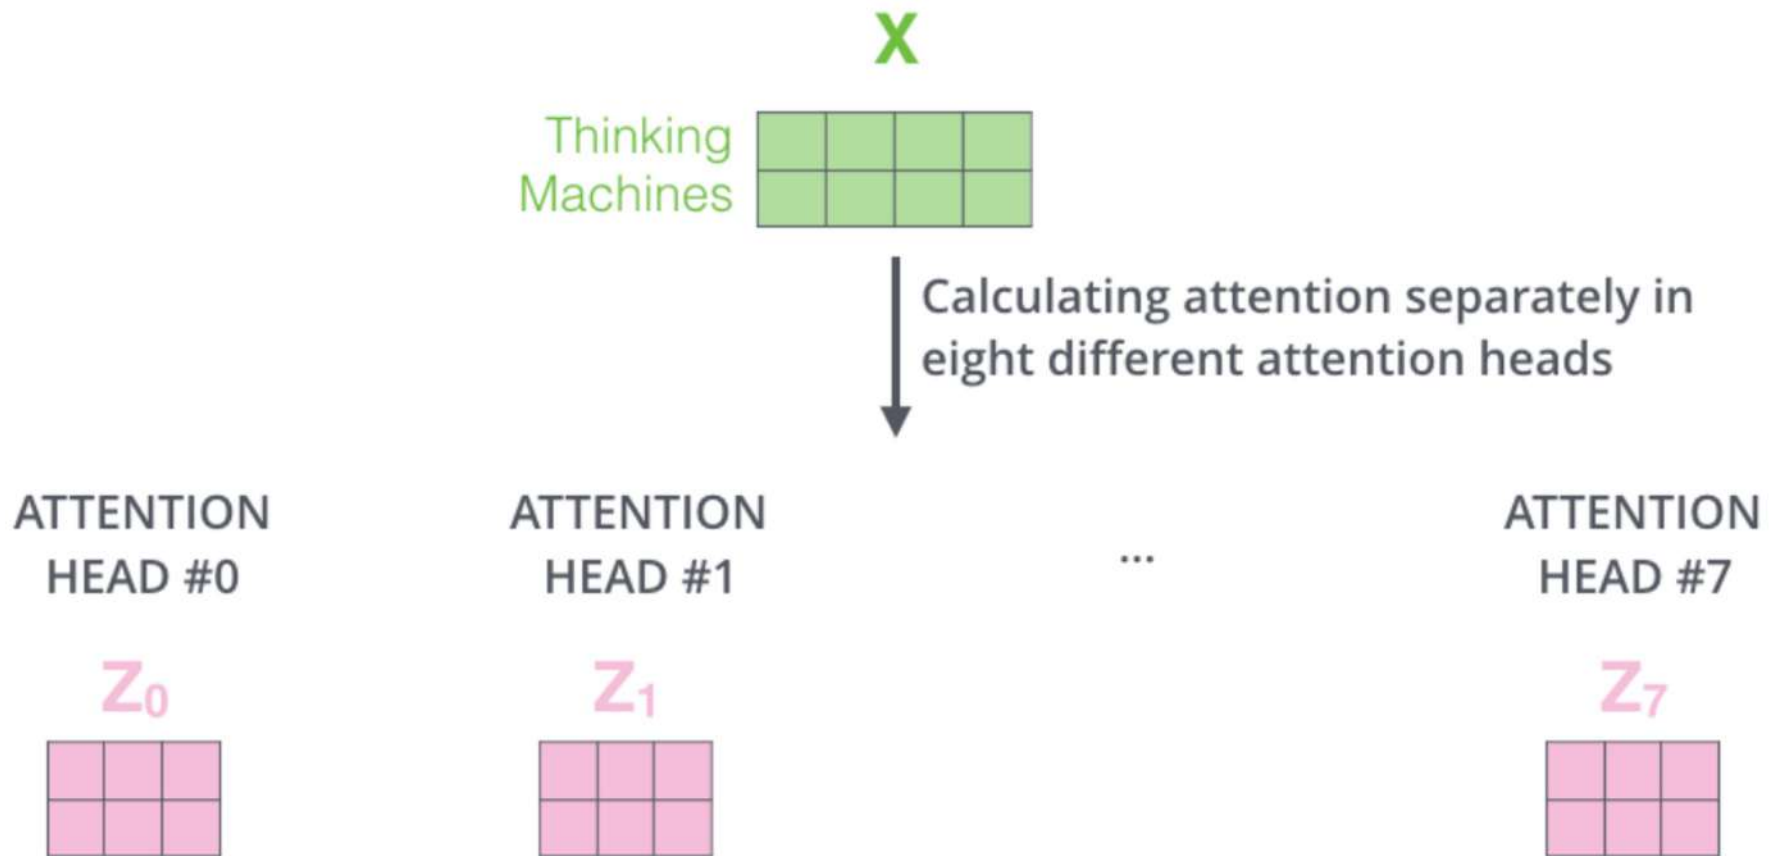 X
Thinking
Machines
Calculating attention separately in
eight different attention heads
ATTENTION
HEAD #0
ATTENTION
HEAD #1
...
ATTENTION
HEAD #7
Z0
Z1
Z7